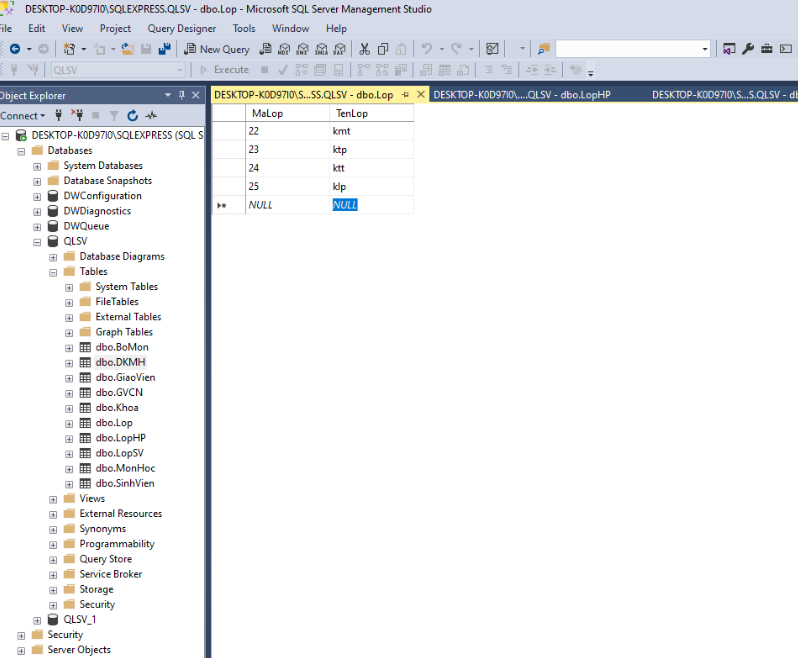 DESKTOP-K0D97I0\SQLEXPRESS.QLSV - dbo.Lop - Microsoft SQL Server Management Studio
File Edit View Project Query Designer Tools Window Help
New Query MDX DMX XMLA DAX
QLSV Execute
Object Explorer
Connect
DESKTOP-K0D97I0\SQLEXPRESS (SQL S
Databases
System Databases
Database Snapshots
DWConfiguration
DWDiagnostics
DWQueue
QLSV
Database Diagrams
Tables
System Tables
FileTables
External Tables
Graph Tables
dbo.BoMon
dbo.DKMH
dbo.GiaoVien
dbo.GVCN
dbo.Khoa
dbo.Lop
dbo.LopHP
dbo.LopSV
dbo.MonHoc
dbo.SinhVien
Views
External Resources
Synonyms
Programmability
Query Store
Service Broker
Storage
Security
QLSV_1
Security
Server Objects
DESKTOP-K0D97I0\S...SS.QLSV - dbo.Lop DESKTOP-K0D97I0\....QLSV - dbo.LopHP DESKTOP-K0D97I0\S...S.QLSV - db
MaLop TenLop
22 kmt
23 ktp
24 ktt
25 klp
NULL NULL